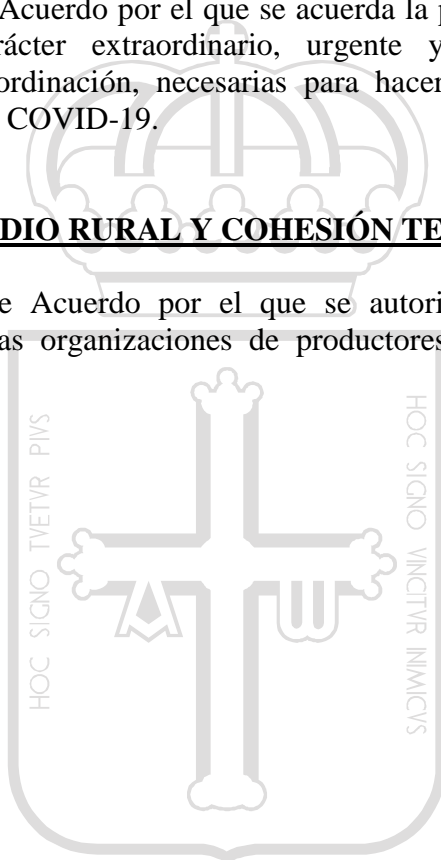 Acuerdo por el que se acuerda la p
rácter extraordinario, urgente y
ordinación, necesarias para hacer
COVID-19.
DIO RURAL Y COHESIÓN TE
e Acuerdo por el que se autori
as organizaciones de productores
HOC SIGNO TVETVR PIVS
HOC SIGNO VINCITVR INIMICVS